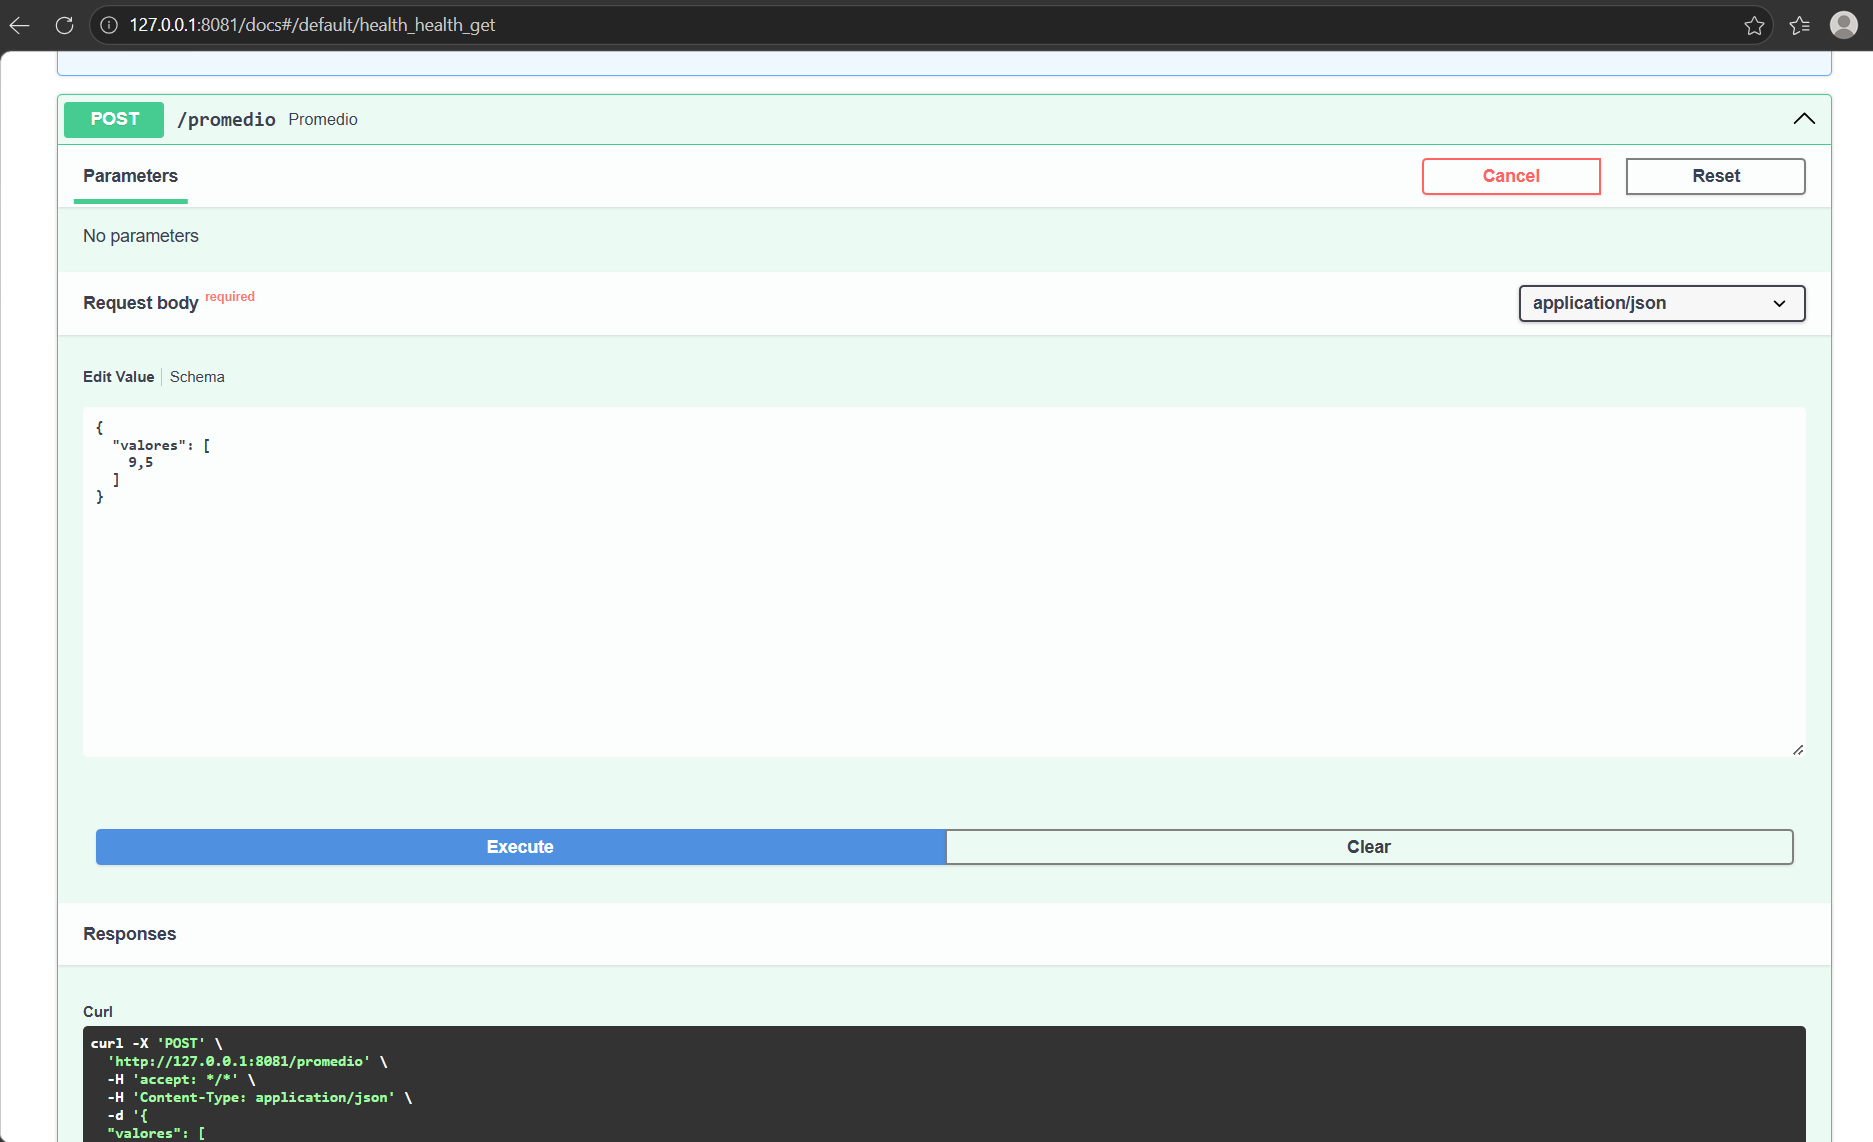 127.0.0.1:8081/docs#/default/health_health_get
POST /promedio Promedio
Parameters
Cancel
Reset
No parameters
Request body required
application/json
Edit Value | Schema
{
  "valores": [
    9,5
  ]
}
Execute
Clear
Responses
Curl
curl -X 'POST' \
  'http://127.0.0.1:8081/promedio' \
  -H 'accept: */*' \
  -H 'Content-Type: application/json' \
  -d '{
  "valores": [